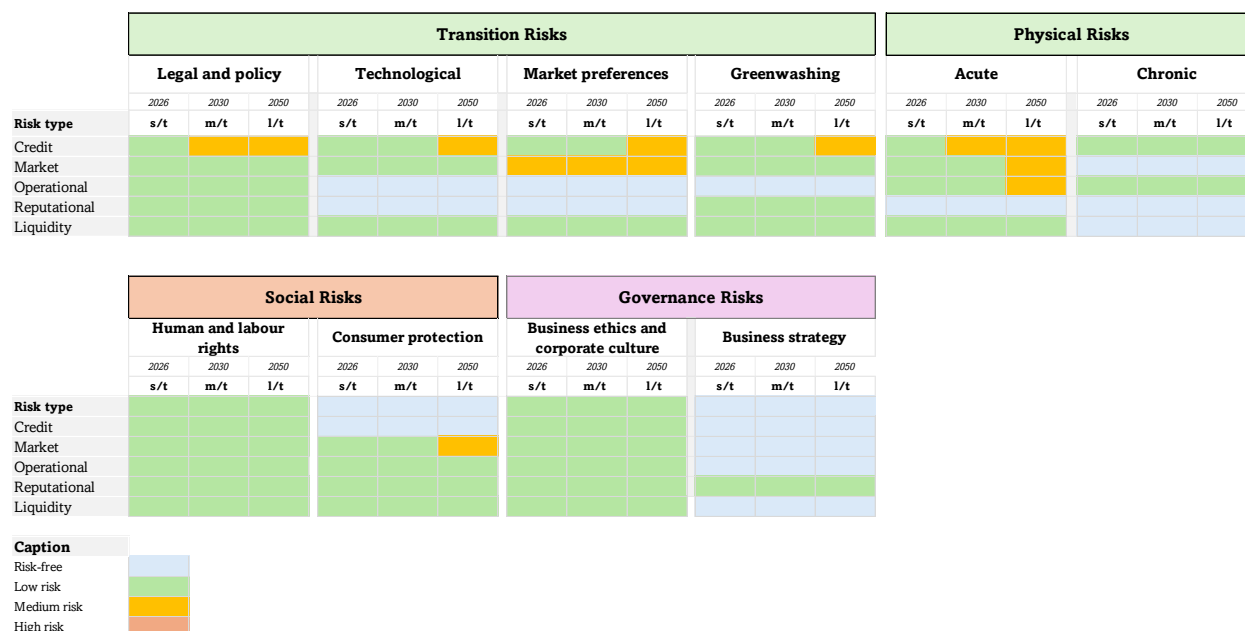 Transition Risks Physical Risks
Legal and policy Technological Market preferences Greenwashing Acute Chronic
2026 2030 2050 2026 2030 2050 2026 2030 2050 2026 2030 2050 2026 2030 2050 2026 2030 2050
Risk type s/t m/t l/t s/t m/t l/t s/t m/t l/t s/t m/t l/t s/t m/t l/t s/t m/t l/t
Credit
Market
Operational
Reputational
Liquidity
Social Risks Governance Risks
Human and labour rights Consumer protection Business ethics and corporate culture Business strategy
2026 2030 2050 2026 2030 2050 2026 2030 2050 2026 2030 2050
s/t m/t l/t s/t m/t l/t s/t m/t l/t s/t m/t l/t
Risk type
Credit
Market
Operational
Reputational
Liquidity
Caption
Risk-free
Low risk
Medium risk
High risk